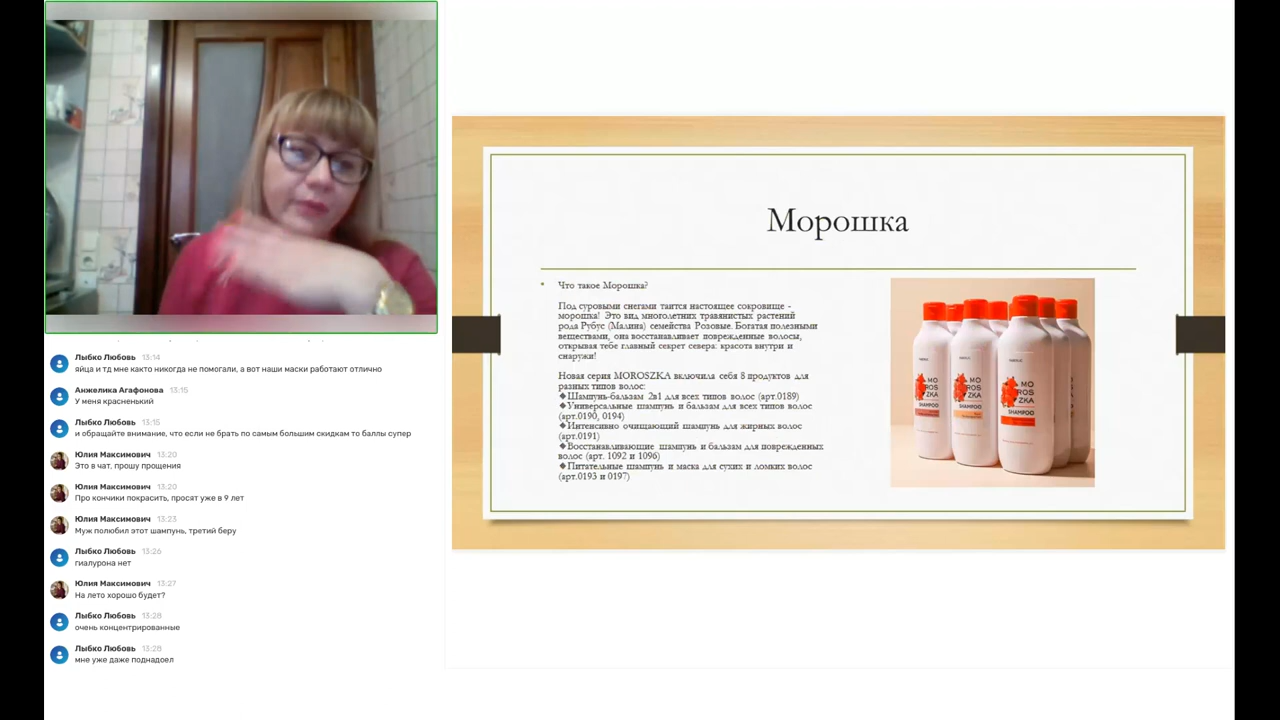 Лыбко Любовь 13:14
яйца и тд мне както никогда не помогали, а вот наши маски работают отлично
Анжелика Агафонова 13:15
У меня красненький
Лыбко Любовь 13:15
и обращайте внимание, что если не брать по самым большим скидкам то баллы супер
Юлия Максимович 13:20
Это в чат, прошу прощения
Юлия Максимович 13:20
Про кончики покрасить, просят уже в 9 лет
Юлия Максимович 13:23
Муж полюбил этот шампунь, третий беру
Лыбко Любовь 13:26
гиалурона нет
Юлия Максимович 13:27
На лето хорошо будет?
Лыбко Любовь 13:28
очень концентрированные
Лыбко Любовь 13:28
мне уже даже поднадоел
Морошка
• Что такое Морошка?
Под суровыми снегами таится настоящее сокровище -
морошка! Это вид многолетних травянистых растений
рода Рубус (Малина) семейства Розовые. Богатая полезными
веществами, она восстанавливает поврежденные волосы,
открывая тебе главный секрет севера: красота внутри и
снаружи!
Новая серия MOROSZKA включила себя 8 продуктов для
разных типов волос:
◆Шампунь-бальзам 2в1 для всех типов волос (арт.0189)
◆Универсальные шампунь и бальзам для всех типов волос
(арт.0190, 0194)
◆Интенсивно очищающий шампунь для жирных волос
(арт.0191)
◆Восстанавливающие шампунь и бальзам для поврежденных
волос (арт. 1092 и 1096)
◆Питательные шампунь и маска для сухих и ломких волос
(арт.0193 и 0197)
MO
ROS
ZKA
SHAMPOO
MO
ROS
ZKA
SHAMPOO
MO
ROS
ZKA
SHAMPOO